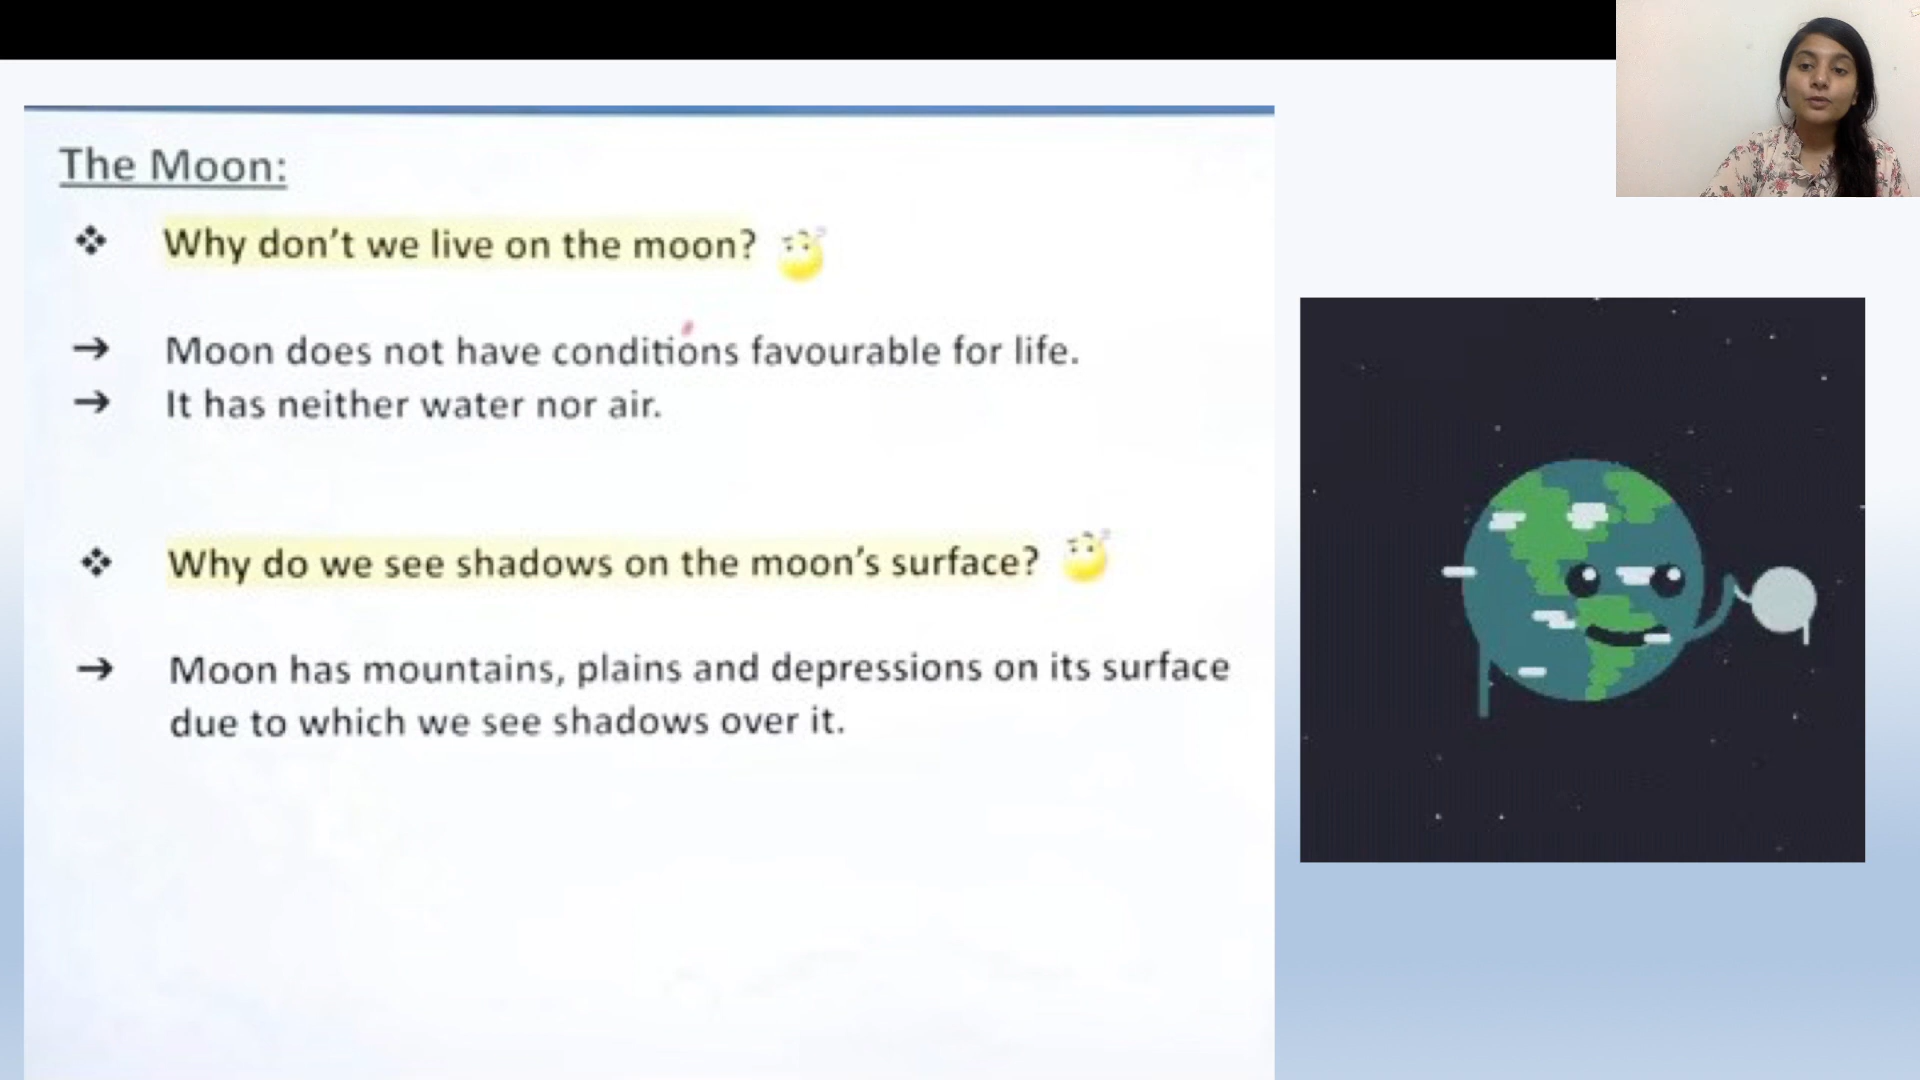 The Moon:
❖ Why don’t we live on the moon?
→ Moon does not have conditions favourable for life.
→ It has neither water nor air.
❖ Why do we see shadows on the moon’s surface?
→ Moon has mountains, plains and depressions on its surface
due to which we see shadows over it.